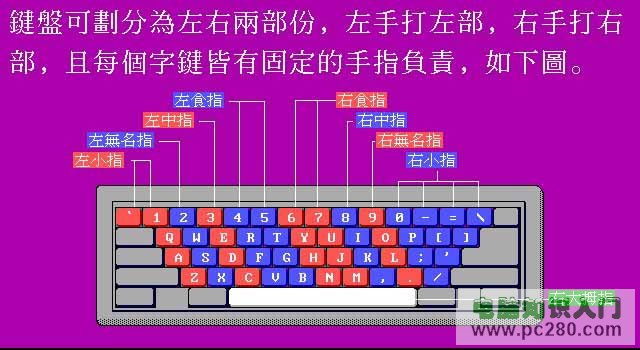 鍵盤可劃分為左右兩部份，左手打左部，右手打右
部，且每個字鍵皆有固定的手指負責，如下圖。
左食指 右食指
左中指 右中指
左無名指 右無名指
左小指 右小指
` 1 2 3 4 5 6 7 8 9 0 - = \
Q W E R T Y U I O P [ ]
A S D F G H J K L ; '
Z X C V B N M , . /
右大拇指
电脑知识入门
www.pc280.com